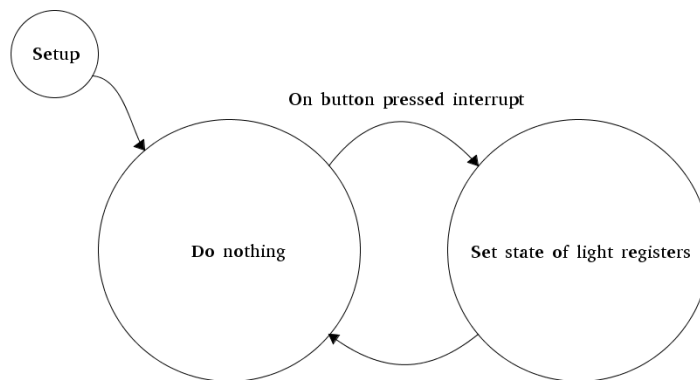 Setup
On button pressed interrupt
Do nothing
Set state of light registers